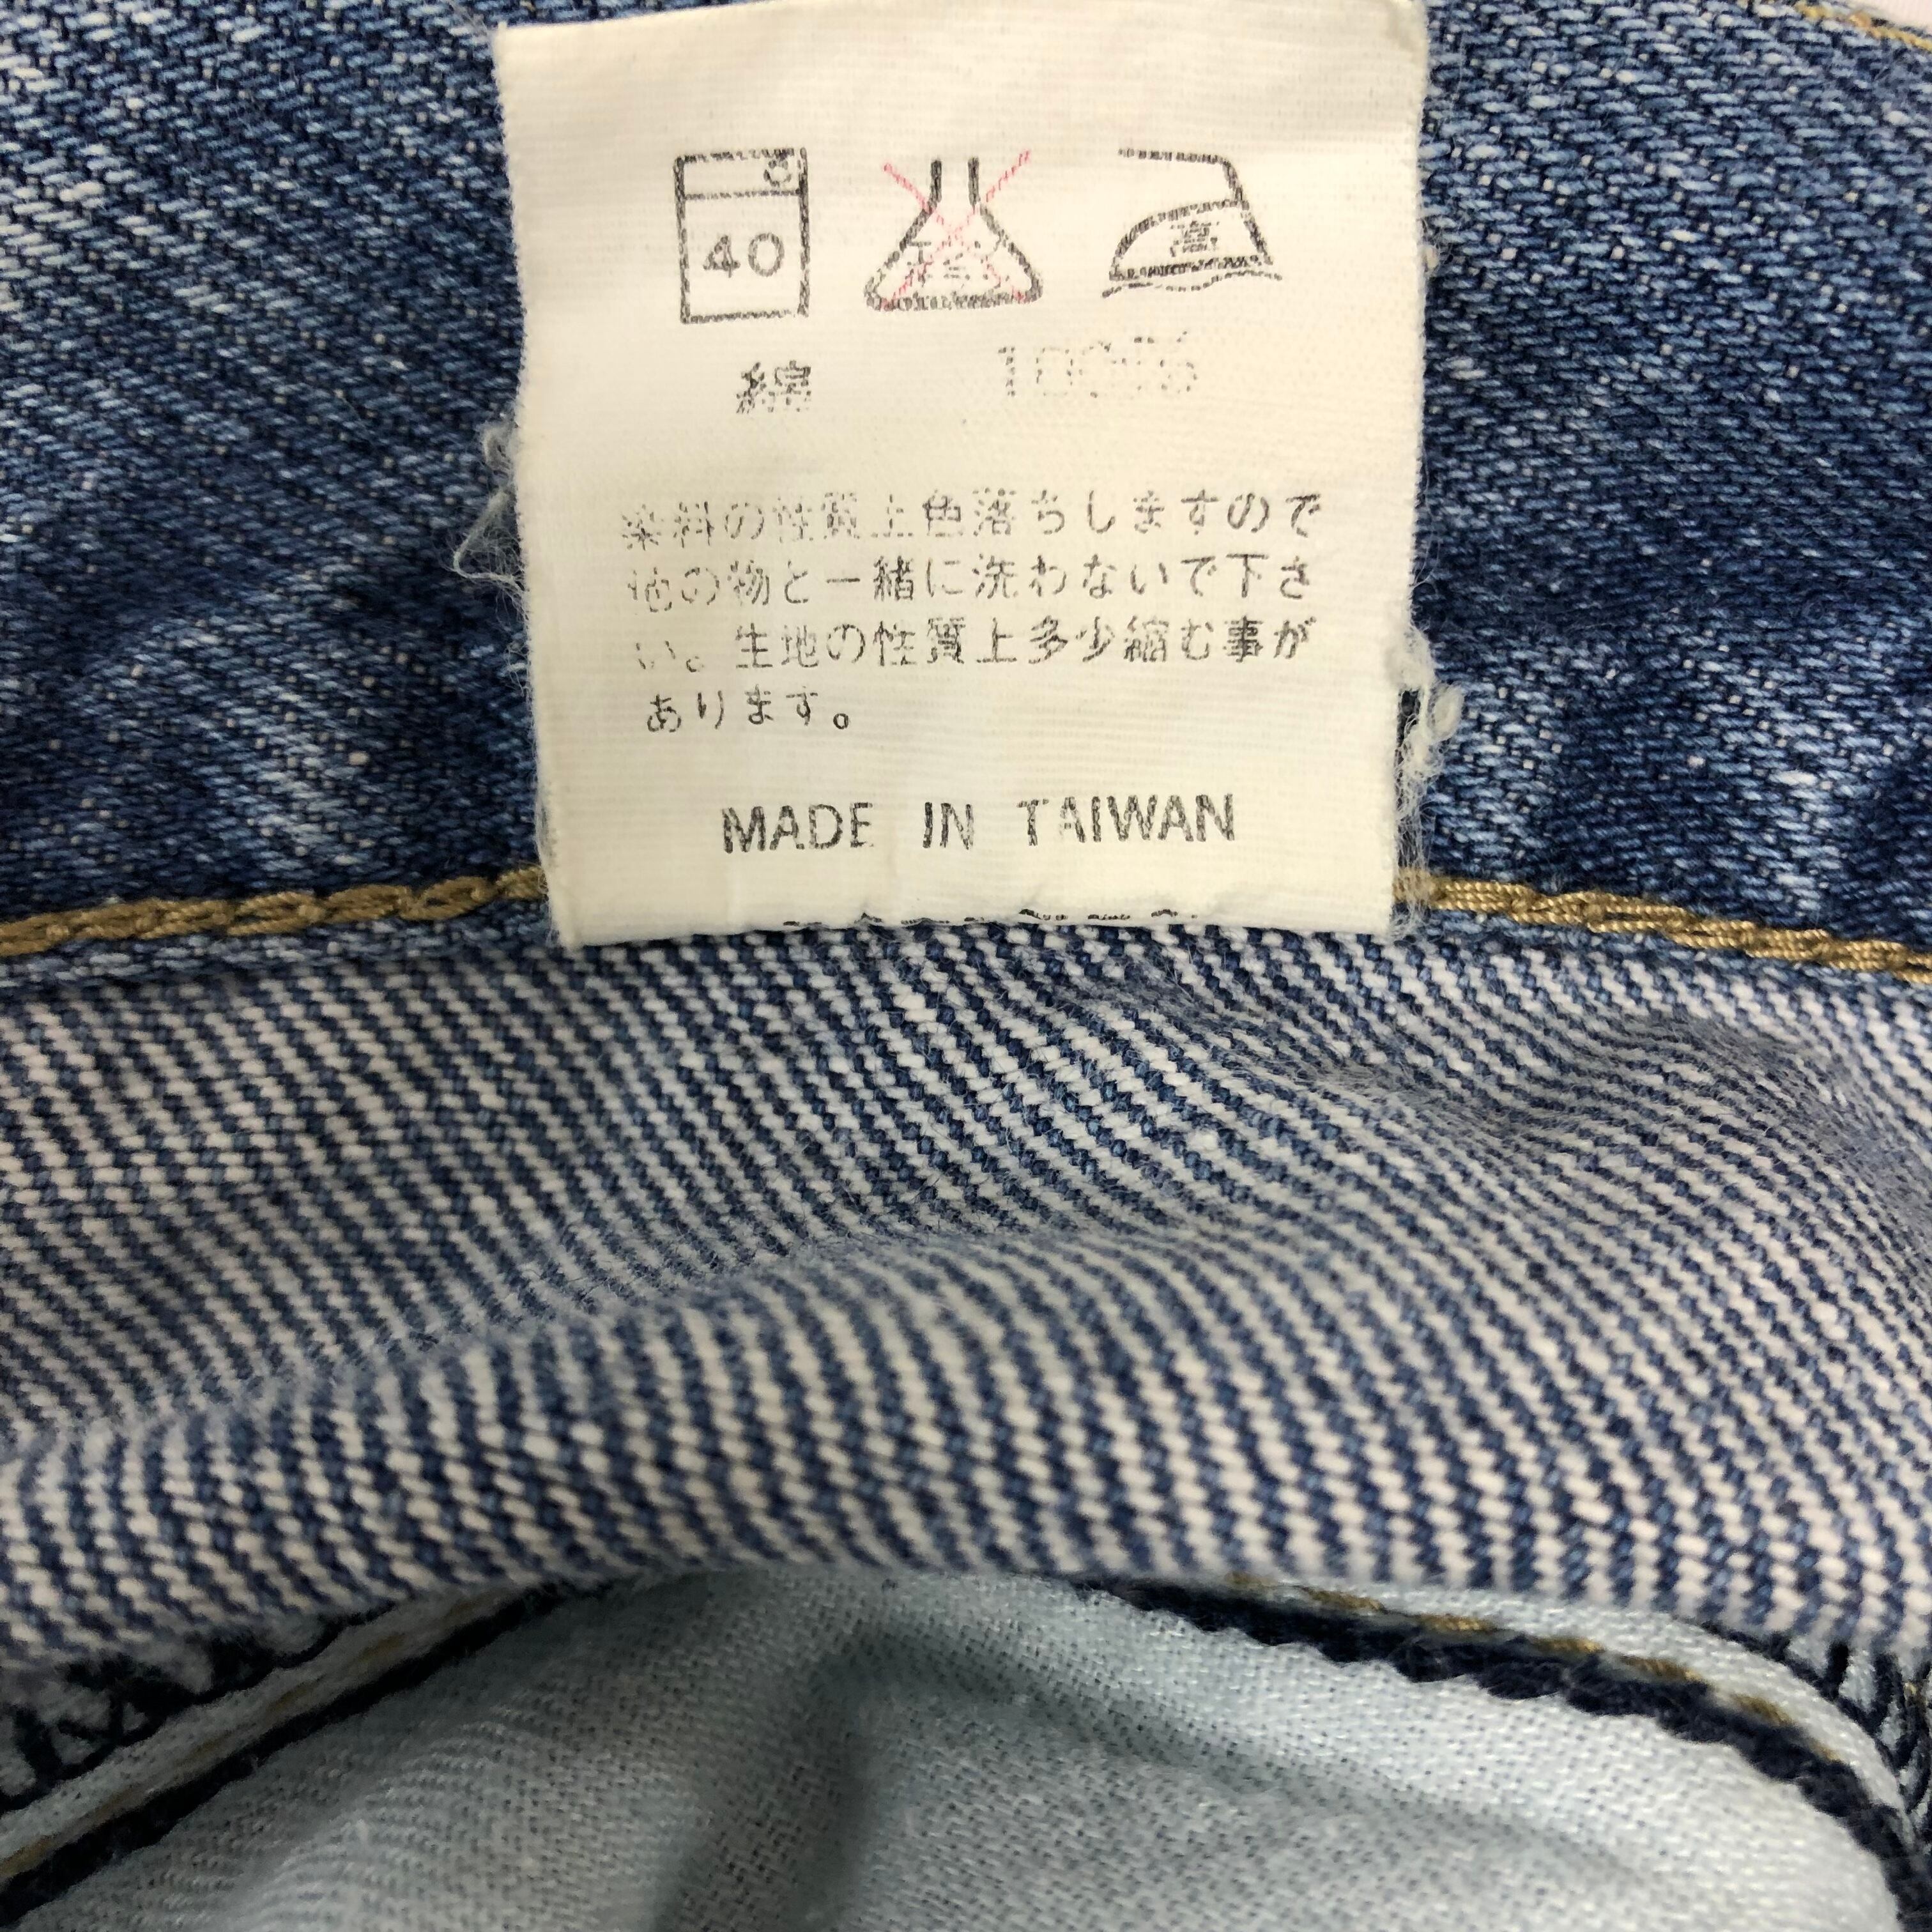 40
高
綿 100%
染料の性質上色落ちしますので
他の物と一緒に洗わないで下さ
い。生地の性質上多少縮む事が
あります。
MADE IN TAIWAN